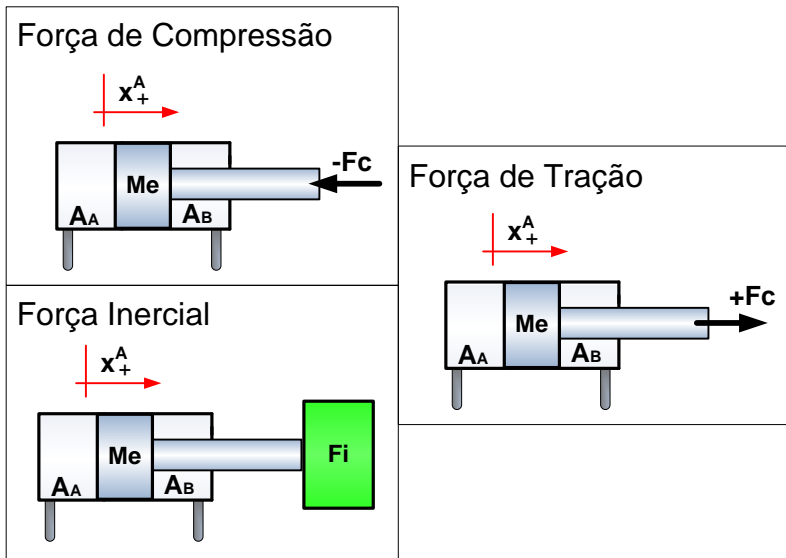 Força de Compressão
x+A
-Fc
Me
AA
AB
Força de Tração
x+A
+Fc
Me
AA
AB
Força Inercial
x+A
Me
Fi
AA
AB